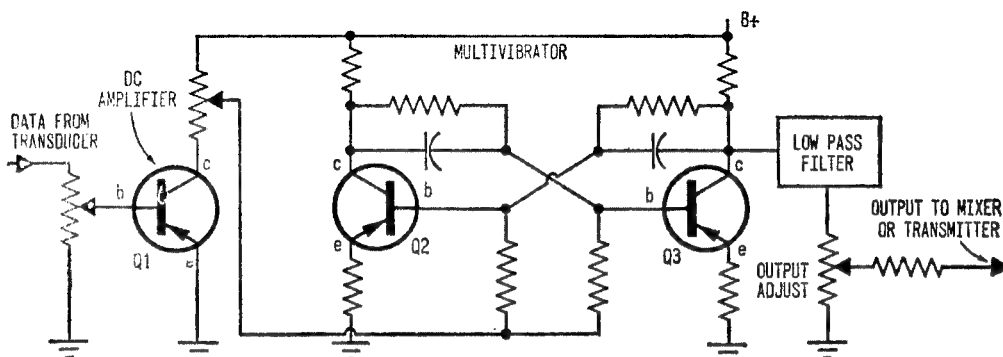 B+
MULTIVIBRATOR
DC
AMPLIFIER
DATA FROM
TRANSDUCER
c
b
e
Q1
c
b
e
Q2
c
b
e
Q3
LOW PASS
FILTER
OUTPUT TO MIXER
OR TRANSMITTER
OUTPUT
ADJUST